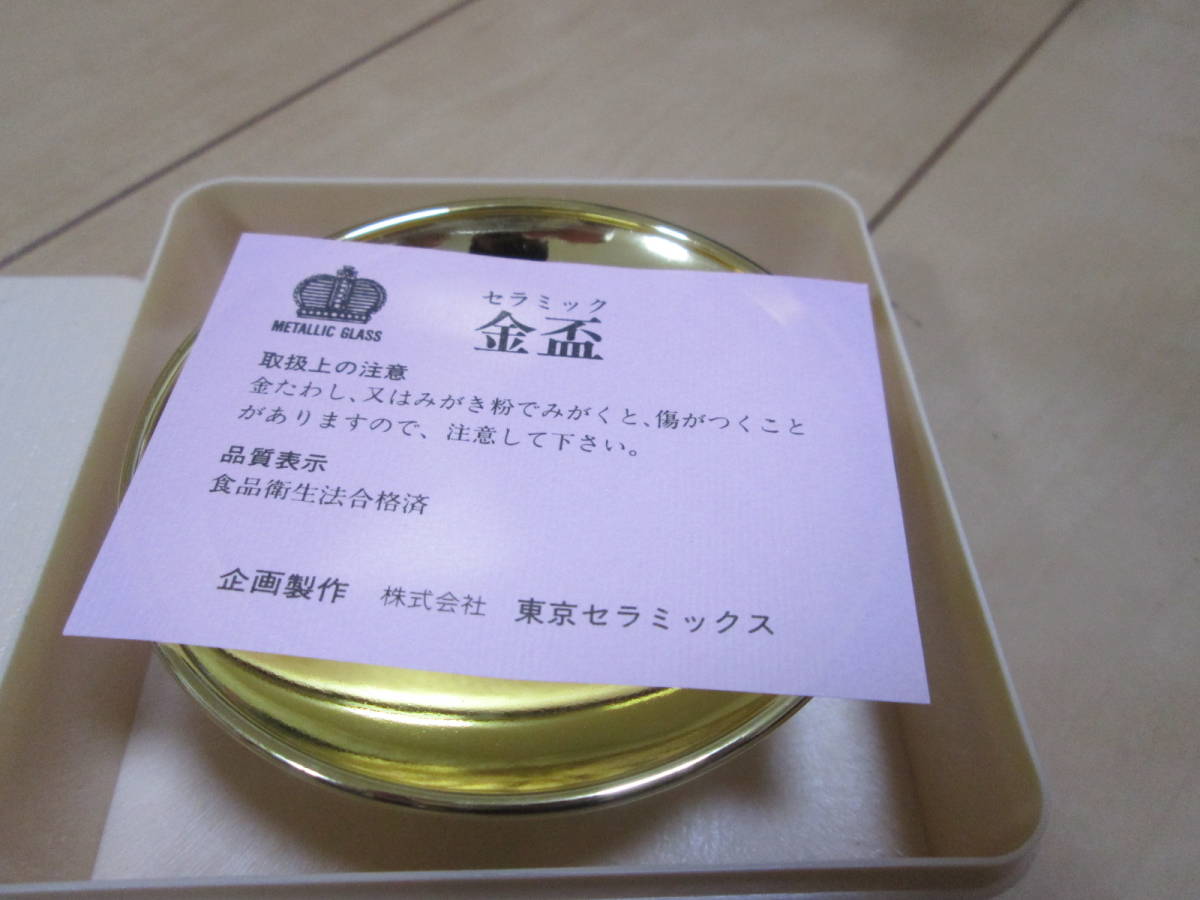 METALLIC GLASS
セラミック
金盃
取扱上の注意
金たわし、又はみがき粉でみがくと、傷がつくこと
がありますので、注意して下さい。
品質表示
食品衛生法合格済
企画製作 株式会社 東京セラミックス